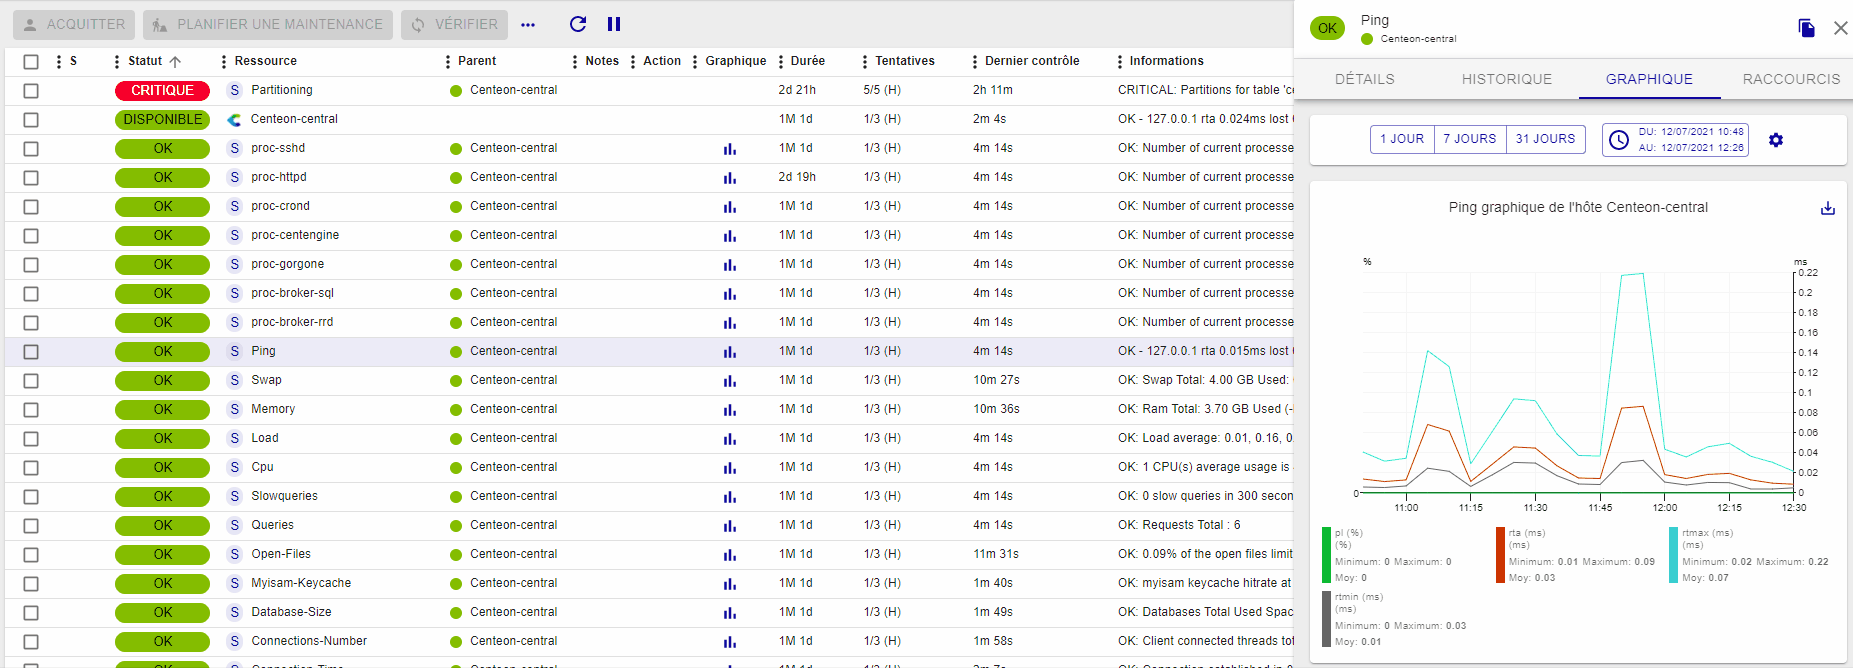 ACQUITTER PLANIFIER UNE MAINTENANCE VÉRIFIER
S Statut Ressource Parent Notes Action Graphique Durée Tentatives Dernier contrôle Informations
CRITIQUE S Partitioning Centeon-central 2d 21h 5/5 (H) 2h 11m CRITICAL: Partitions for table 'ce
DISPONIBLE Centeon-central 1M 1d 1/3 (H) 2m 4s OK - 127.0.0.1 rta 0.024ms lost
OK S proc-sshd Centeon-central 1M 1d 1/3 (H) 4m 14s OK: Number of current processe
OK S proc-httpd Centeon-central 2d 19h 1/3 (H) 4m 14s OK: Number of current processe
OK S proc-crond Centeon-central 1M 1d 1/3 (H) 4m 14s OK: Number of current processe
OK S proc-centengine Centeon-central 1M 1d 1/3 (H) 4m 14s OK: Number of current processe
OK S proc-gorgone Centeon-central 1M 1d 1/3 (H) 4m 14s OK: Number of current processe
OK S proc-broker-sql Centeon-central 1M 1d 1/3 (H) 4m 14s OK: Number of current processe
OK S proc-broker-rrd Centeon-central 1M 1d 1/3 (H) 4m 14s OK: Number of current processe
OK S Ping Centeon-central 1M 1d 1/3 (H) 4m 14s OK - 127.0.0.1 rta 0.015ms lost
OK S Swap Centeon-central 1M 1d 1/3 (H) 10m 27s OK: Swap Total: 4.00 GB Used:
OK S Memory Centeon-central 1M 1d 1/3 (H) 10m 36s OK: Ram Total: 3.70 GB Used (-
OK S Load Centeon-central 1M 1d 1/3 (H) 4m 14s OK: Load average: 0.01, 0.16, 0.
OK S Cpu Centeon-central 1M 1d 1/3 (H) 4m 14s OK: 1 CPU(s) average usage is
OK S Slowqueries Centeon-central 1M 1d 1/3 (H) 4m 14s OK: 0 slow queries in 300 secon
OK S Queries Centeon-central 1M 1d 1/3 (H) 4m 14s OK: Requests Total : 6
OK S Open-Files Centeon-central 1M 1d 1/3 (H) 11m 31s OK: 0.09% of the open files limit
OK S Myisam-Keycache Centeon-central 1M 1d 1/3 (H) 1m 40s OK: myisam keycache hitrate at
OK S Database-Size Centeon-central 1M 1d 1/3 (H) 1m 49s OK: Databases Total Used Spac
OK S Connections-Number Centeon-central 1M 1d 1/3 (H) 1m 58s OK: Client connected threads tot
OK Ping
Centeon-central
DÉTAILS HISTORIQUE GRAPHIQUE RACCOURCIS
1 JOUR 7 JOURS 31 JOURS
DU: 12/07/2021 10:48
AU: 12/07/2021 12:26
Ping graphique de l'hôte Centeon-central
% ms
0.22
0.2
0.18
0.16
0.14
0.12
0.1
0.08
0.06
0.04
0.02
0 0
11:00 11:15 11:30 11:45 12:00 12:15 12:30
pl (%)
(%)
Minimum: 0 Maximum: 0
Moy: 0
rta (ms)
(ms)
Minimum: 0.01 Maximum: 0.09
Moy: 0.03
rtmax (ms)
(ms)
Minimum: 0.02 Maximum: 0.22
Moy: 0.07
rtmin (ms)
(ms)
Minimum: 0 Maximum: 0.03
Moy: 0.01